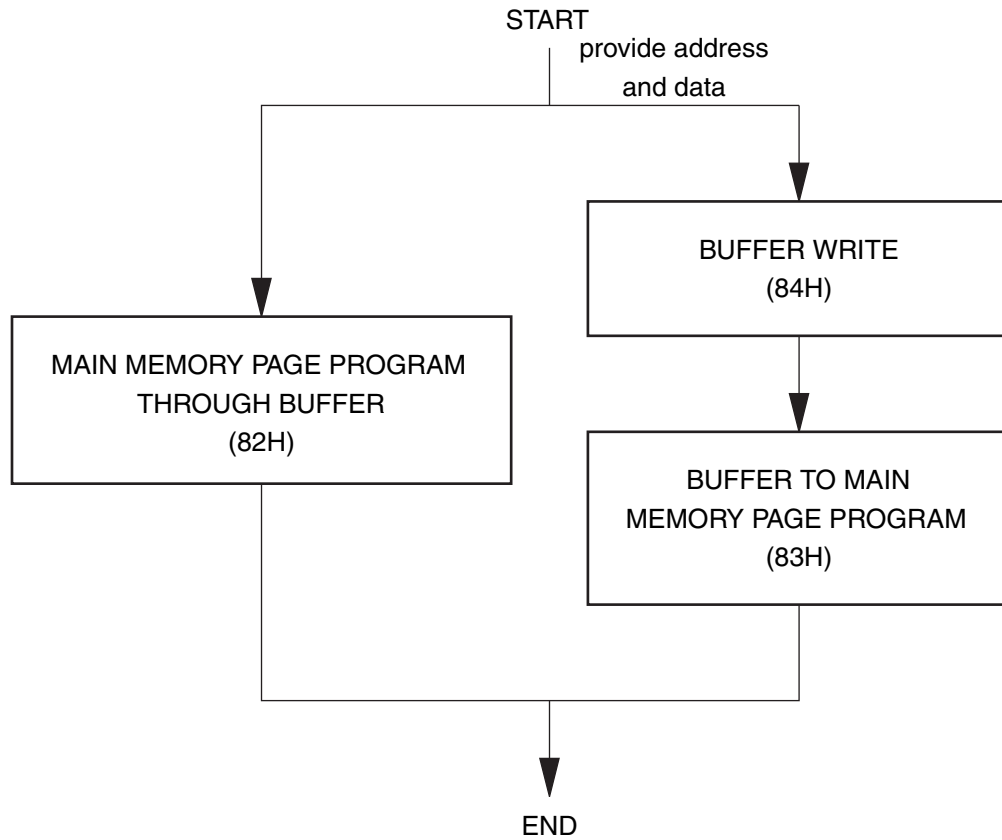 START
provide address
and data
BUFFER WRITE
(84H)
MAIN MEMORY PAGE PROGRAM
THROUGH BUFFER
(82H)
BUFFER TO MAIN
MEMORY PAGE PROGRAM
(83H)
END